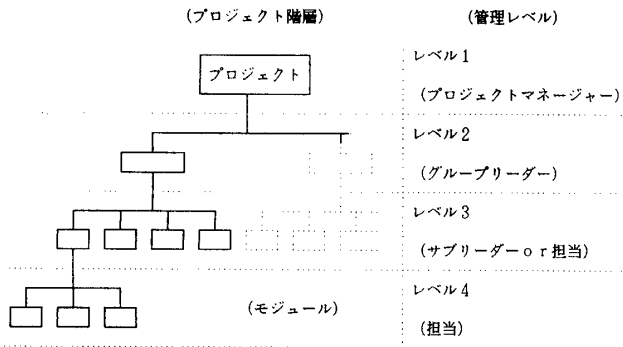 (プロジェクト階層) (管理レベル)
プロジェクト
レベル1
(プロジェクトマネージャー)
レベル2
(グループリーダー)
レベル3
(サブリーダーor担当)
(モジュール)
レベル4
(担当)